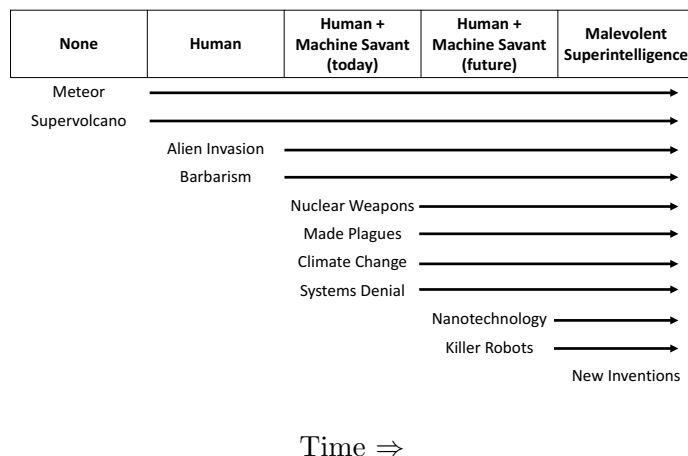 None
Human
Human +
Machine Savant
(today)
Human +
Machine Savant
(future)
Malevolent
Superintelligence
Meteor
Supervolcano
Alien Invasion
Barbarism
Nuclear Weapons
Made Plagues
Climate Change
Systems Denial
Nanotechnology
Killer Robots
New Inventions
Time ⇒